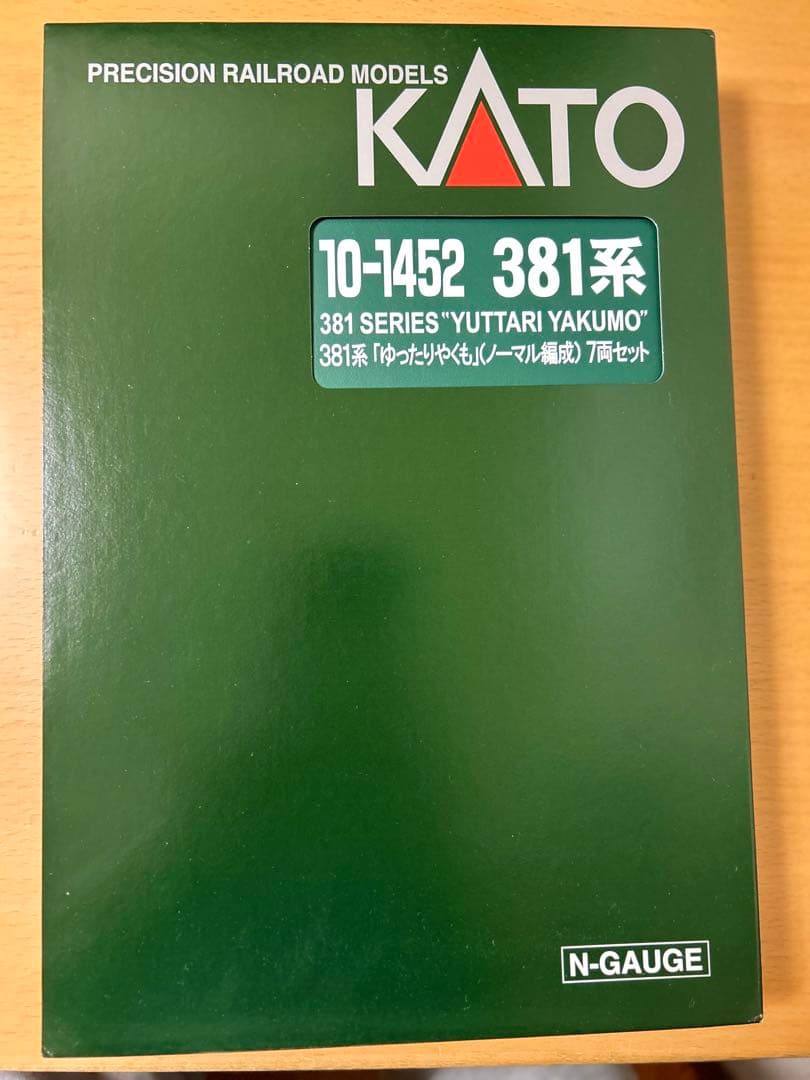 PRECISION RAILROAD MODELS
KATO
10-1452 381系
381 SERIES "YUTTARI YAKUMO"
381系「ゆったりやくも」(ノーマル編成) 7両セット
N-GAUGE